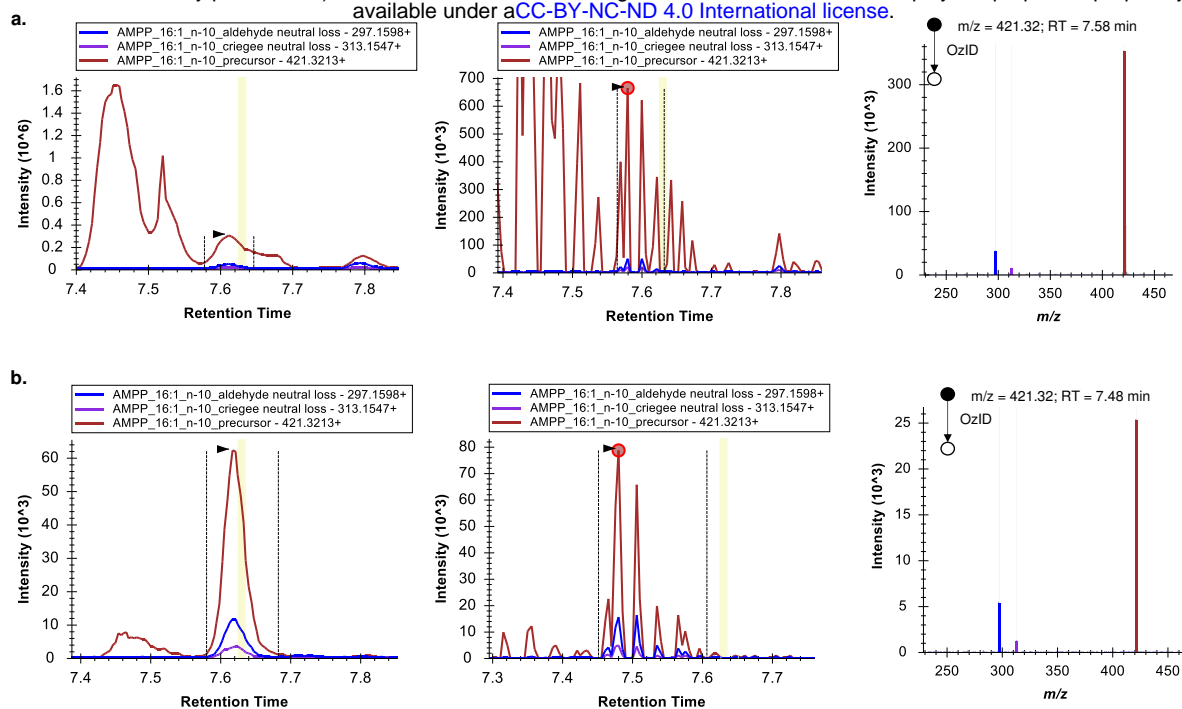 available under aCC-BY-NC-ND 4.0 International license.
a.
AMPP_16:1_n-10_aldehyde neutral loss - 297.1598+
AMPP_16:1_n-10_criegee neutral loss - 313.1547+
AMPP_16:1_n-10_precursor - 421.3213+
Intensity (10^6)
1.6
1.4
1.2
1
0.8
0.6
0.4
0.2
0
7.4
7.5
7.6
7.7
7.8
Retention Time
AMPP_16:1_n-10_aldehyde neutral loss - 297.1598+
AMPP_16:1_n-10_criegee neutral loss - 313.1547+
AMPP_16:1_n-10_precursor - 421.3213+
Intensity (10^3)
700
600
500
400
300
200
100
0
7.4
7.5
7.6
7.7
7.8
Retention Time
m/z = 421.32; RT = 7.58 min
OzID
Intensity (10^3)
300
200
100
0
250
300
350
400
450
m/z
b.
AMPP_16:1_n-10_aldehyde neutral loss - 297.1598+
AMPP_16:1_n-10_criegee neutral loss - 313.1547+
AMPP_16:1_n-10_precursor - 421.3213+
Intensity (10^3)
60
50
40
30
20
10
0
7.4
7.5
7.6
7.7
7.8
Retention Time
AMPP_16:1_n-10_aldehyde neutral loss - 297.1598+
AMPP_16:1_n-10_criegee neutral loss - 313.1547+
AMPP_16:1_n-10_precursor - 421.3213+
Intensity (10^3)
80
70
60
50
40
30
20
10
0
7.3
7.4
7.5
7.6
7.7
Retention Time
m/z = 421.32; RT = 7.48 min
OzID
Intensity (10^3)
25
20
15
10
5
0
250
300
350
400
450
m/z